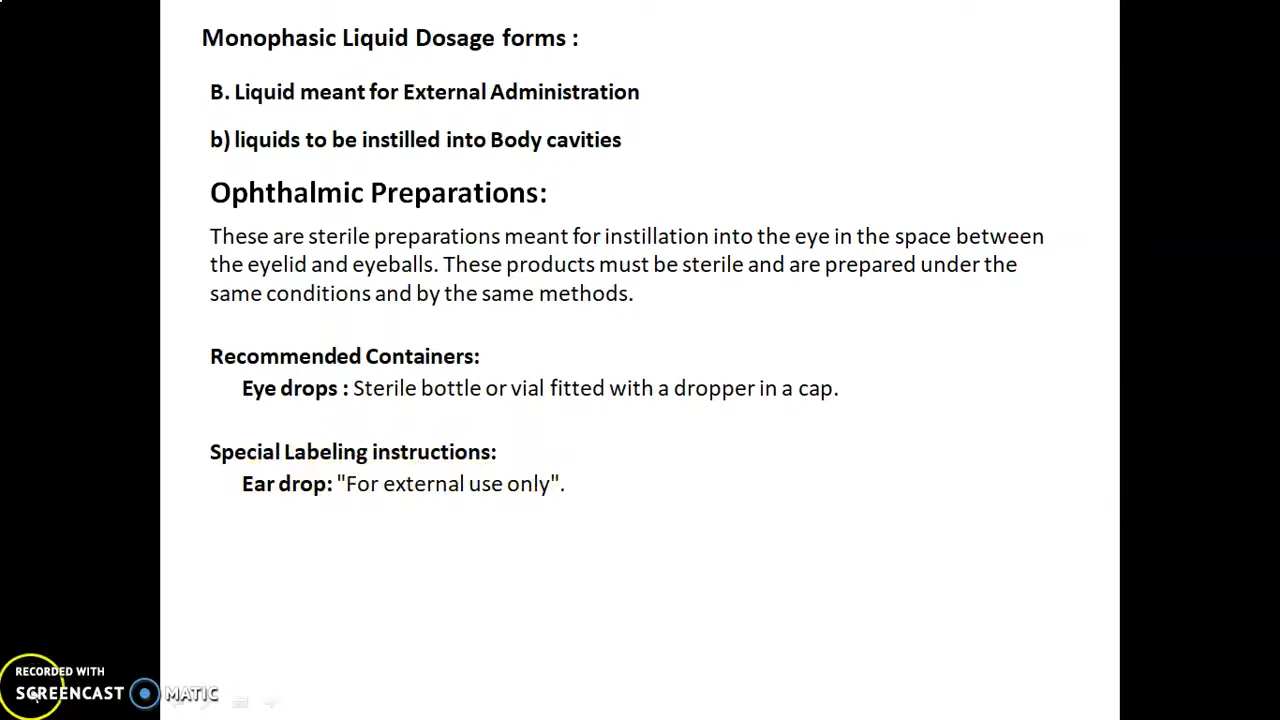 Monophasic Liquid Dosage forms :
B. Liquid meant for External Administration
b) liquids to be instilled into Body cavities
Ophthalmic Preparations:
These are sterile preparations meant for instillation into the eye in the space between
the eyelid and eyeballs. These products must be sterile and are prepared under the
same conditions and by the same methods.
Recommended Containers:
Eye drops : Sterile bottle or vial fitted with a dropper in a cap.
Special Labeling instructions:
Ear drop: "For external use only".
RECORDED WITH
SCREENCAST MATIC